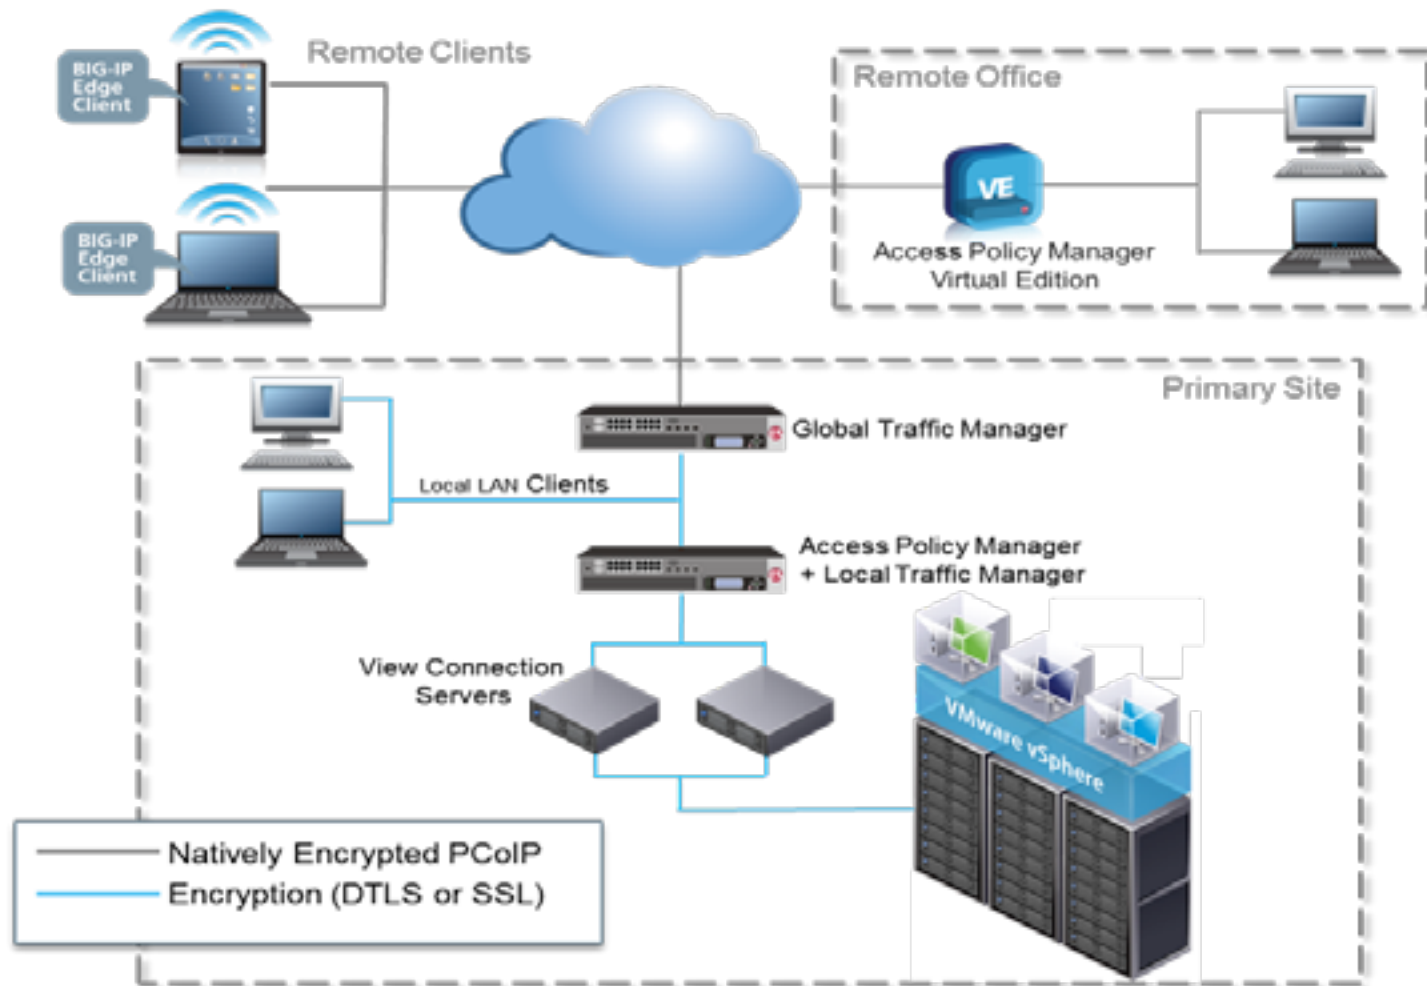 Remote Clients
BIG-IP
Edge
Client
BIG-IP
Edge
Client
Remote Office
VE
Access Policy Manager
Virtual Edition
Primary Site
Global Traffic Manager
Local LAN Clients
Access Policy Manager
+ Local Traffic Manager
View Connection
Servers
VMware vSphere
Natively Encrypted PCoIP
Encryption (DTLS or SSL)